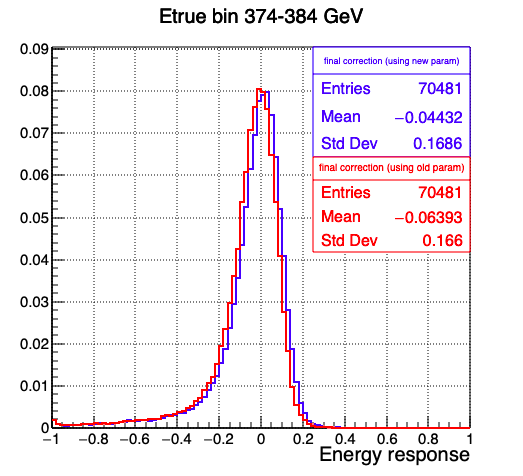 Etrue bin 374-384 GeV
final correction (using new param)
Entries 70481
Mean −0.04432
Std Dev 0.1686
final correction (using old param)
Entries 70481
Mean −0.06393
Std Dev 0.166
0.09
0.08
0.07
0.06
0.05
0.04
0.03
0.02
0.01
0
−1 −0.8 −0.6 −0.4 −0.2 0 0.2 0.4 0.6 0.8 1
Energy response